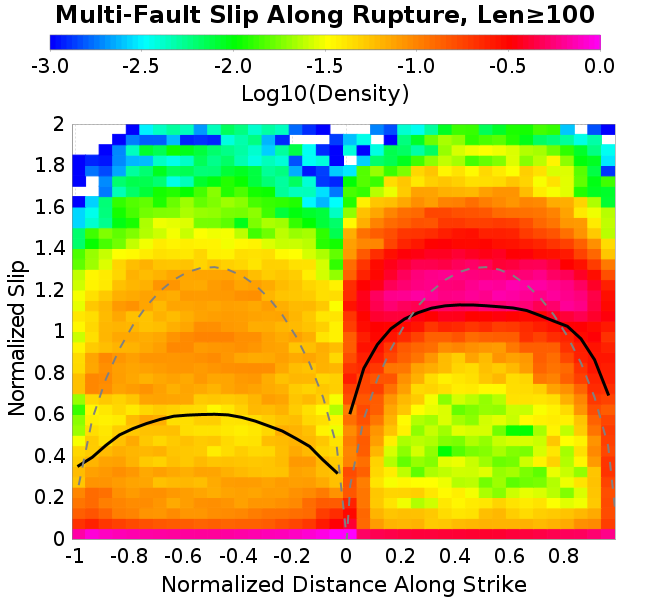 Multi-Fault Slip Along Rupture, Len≥100
-3.0 -2.5 -2.0 -1.5 -1.0 -0.5 0.0
Log10(Density)
2
1.8
1.6
1.4
1.2
1
0.8
0.6
0.4
0.2
0
Normalized Slip
-1 -0.8 -0.6 -0.4 -0.2 0 0.2 0.4 0.6 0.8
Normalized Distance Along Strike